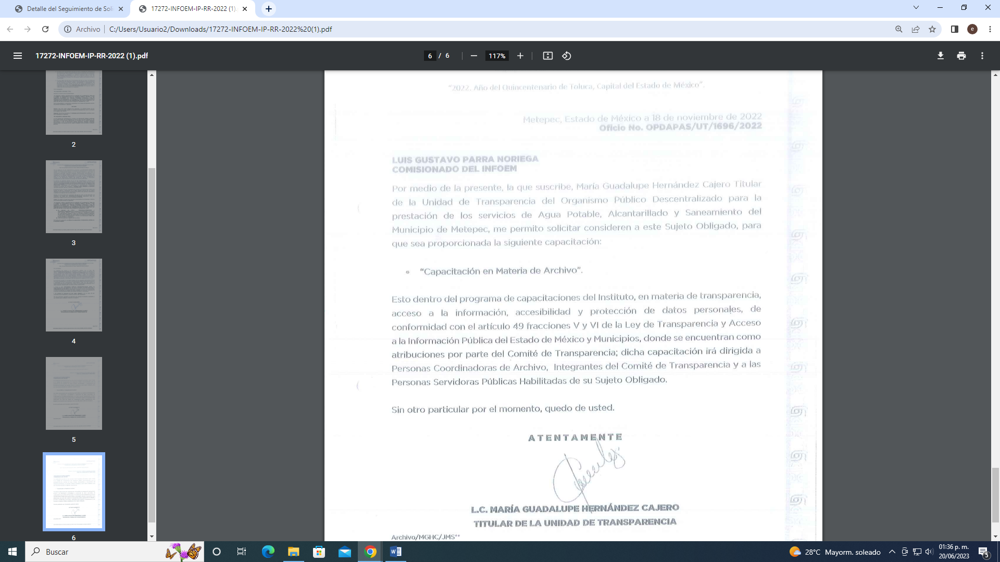 Detalle del Seguimiento de Soli
17272-INFOEM-IP-RR-2022 (1).
Archivo
C:/Users/Usuario2/Downloads/17272-INFOEM-IP-RR-2022%20(1).pdf
e
17272-INFOEM-IP-RR-2022 (1).pdf
6 / 6
117%
2
3
4
5
6
“2022. Año del Quincentenario de Toluca, Capital del Estado de México”.
Metepec, Estado de México a 18 de noviembre de 2022
Oficio No. OPDAPAS/UT/1696/2022
LUIS GUSTAVO PARRA NORIEGA
COMISIONADO DEL INFOEM
Por medio de la presente, la que suscribe, María Guadalupe Hernández Cajero Titular
de la Unidad de Transparencia del Organismo Público Descentralizado para la
prestación de los servicios de Agua Potable, Alcantarillado y Saneamiento del
Municipio de Metepec, me permito solicitar consideren a este Sujeto Obligado, para
que sea proporcionada la siguiente capacitación:
• “Capacitación en Materia de Archivo”.
Esto dentro del programa de capacitaciones del Instituto, en materia de transparencia,
acceso a la información, accesibilidad y protección de datos personales, de
conformidad con el artículo 49 fracciones V y VI de la Ley de Transparencia y Acceso
a la Información Pública del Estado de México y Municipios, donde se encuentran como
atribuciones por parte del Comité de Transparencia; dicha capacitación irá dirigida a
Personas Coordinadoras de Archivo, Integrantes del Comité de Transparencia y a las
Personas Servidoras Públicas Habilitadas de su Sujeto Obligado.
Sin otro particular por el momento, quedo de usted.
ATENTAMENTE
L.C. MARÍA GUADALUPE HERNÁNDEZ CAJERO
TITULAR DE LA UNIDAD DE TRANSPARENCIA
Archivo/MGHC/JMS**
Buscar
28°C Mayorm. soleado
01:36 p. m.
20/06/2023
5